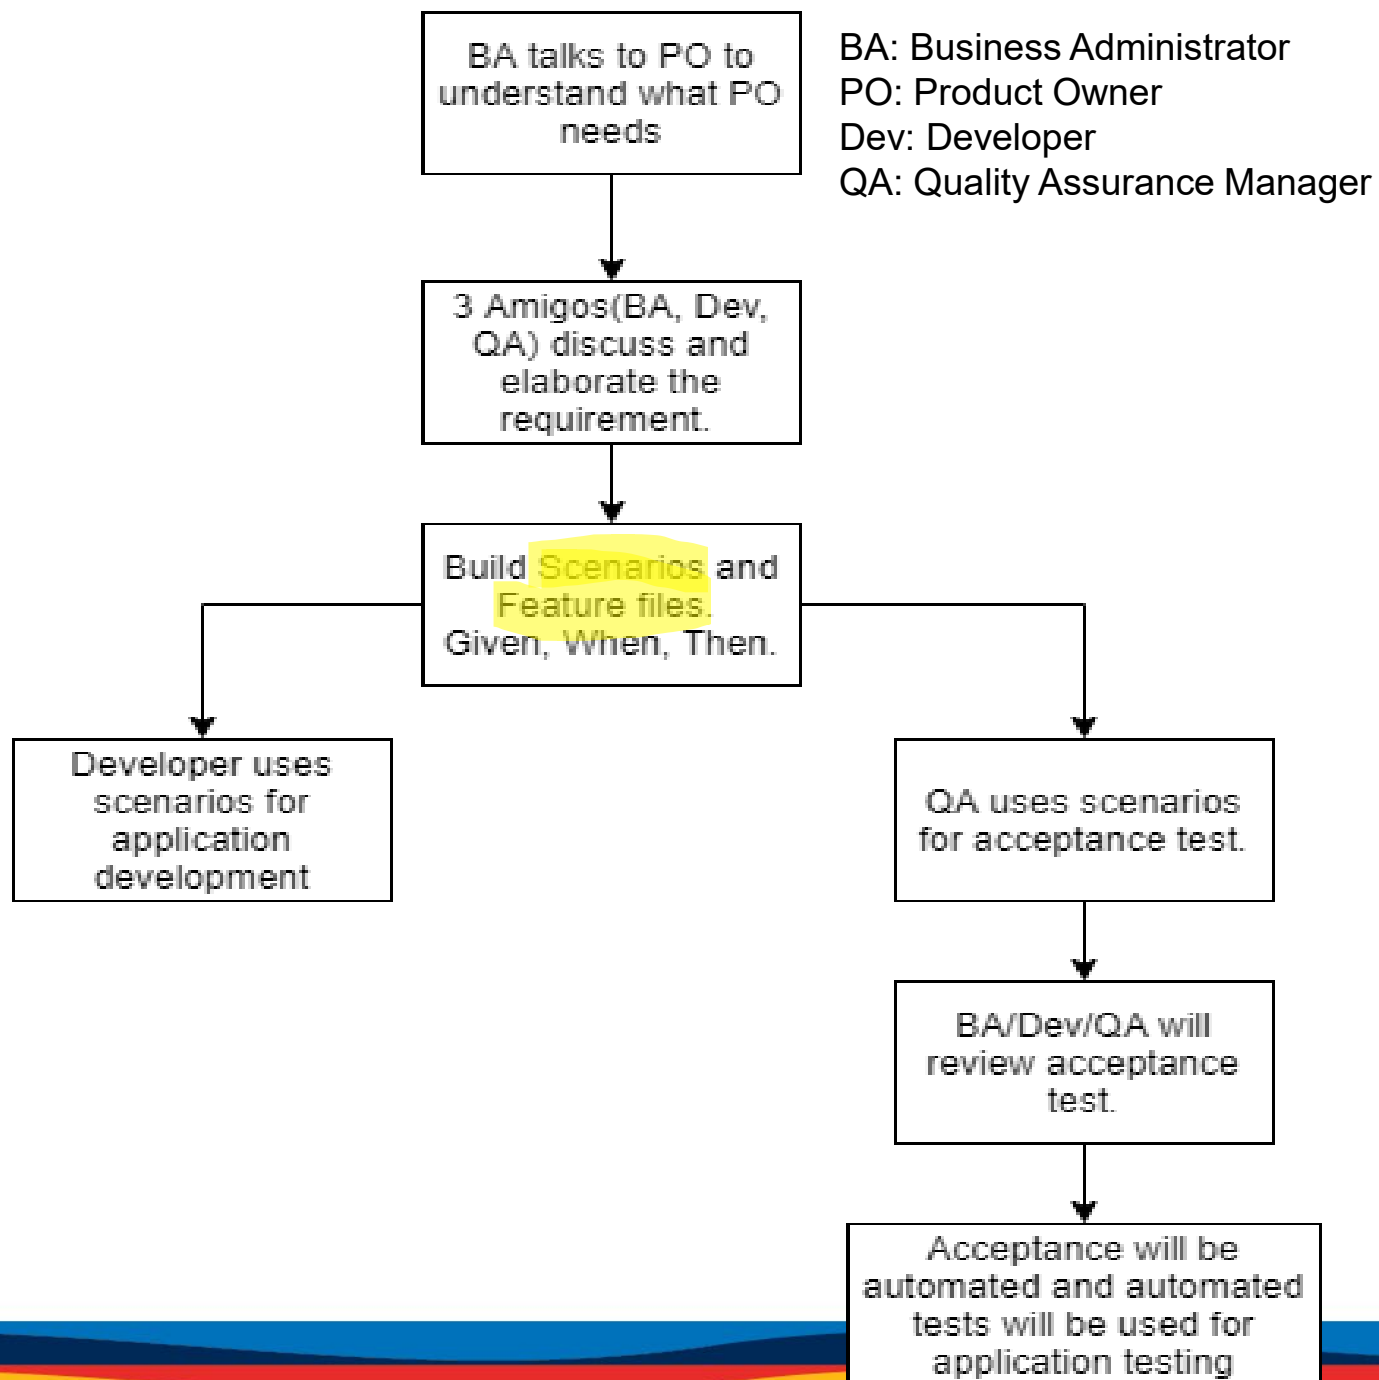 BA talks to PO to
understand what PO
needs
BA: Business Administrator
PO: Product Owner
Dev: Developer
QA: Quality Assurance Manager
3 Amigos(BA, Dev,
QA) discuss and
elaborate the
requirement.
Build Scenarios and
Feature files.
Given, When, Then.
Developer uses
scenarios for
application
development
QA uses scenarios
for acceptance test.
BA/Dev/QA will
review acceptance
test.
Acceptance will be
automated and automated
tests will be used for
application testing